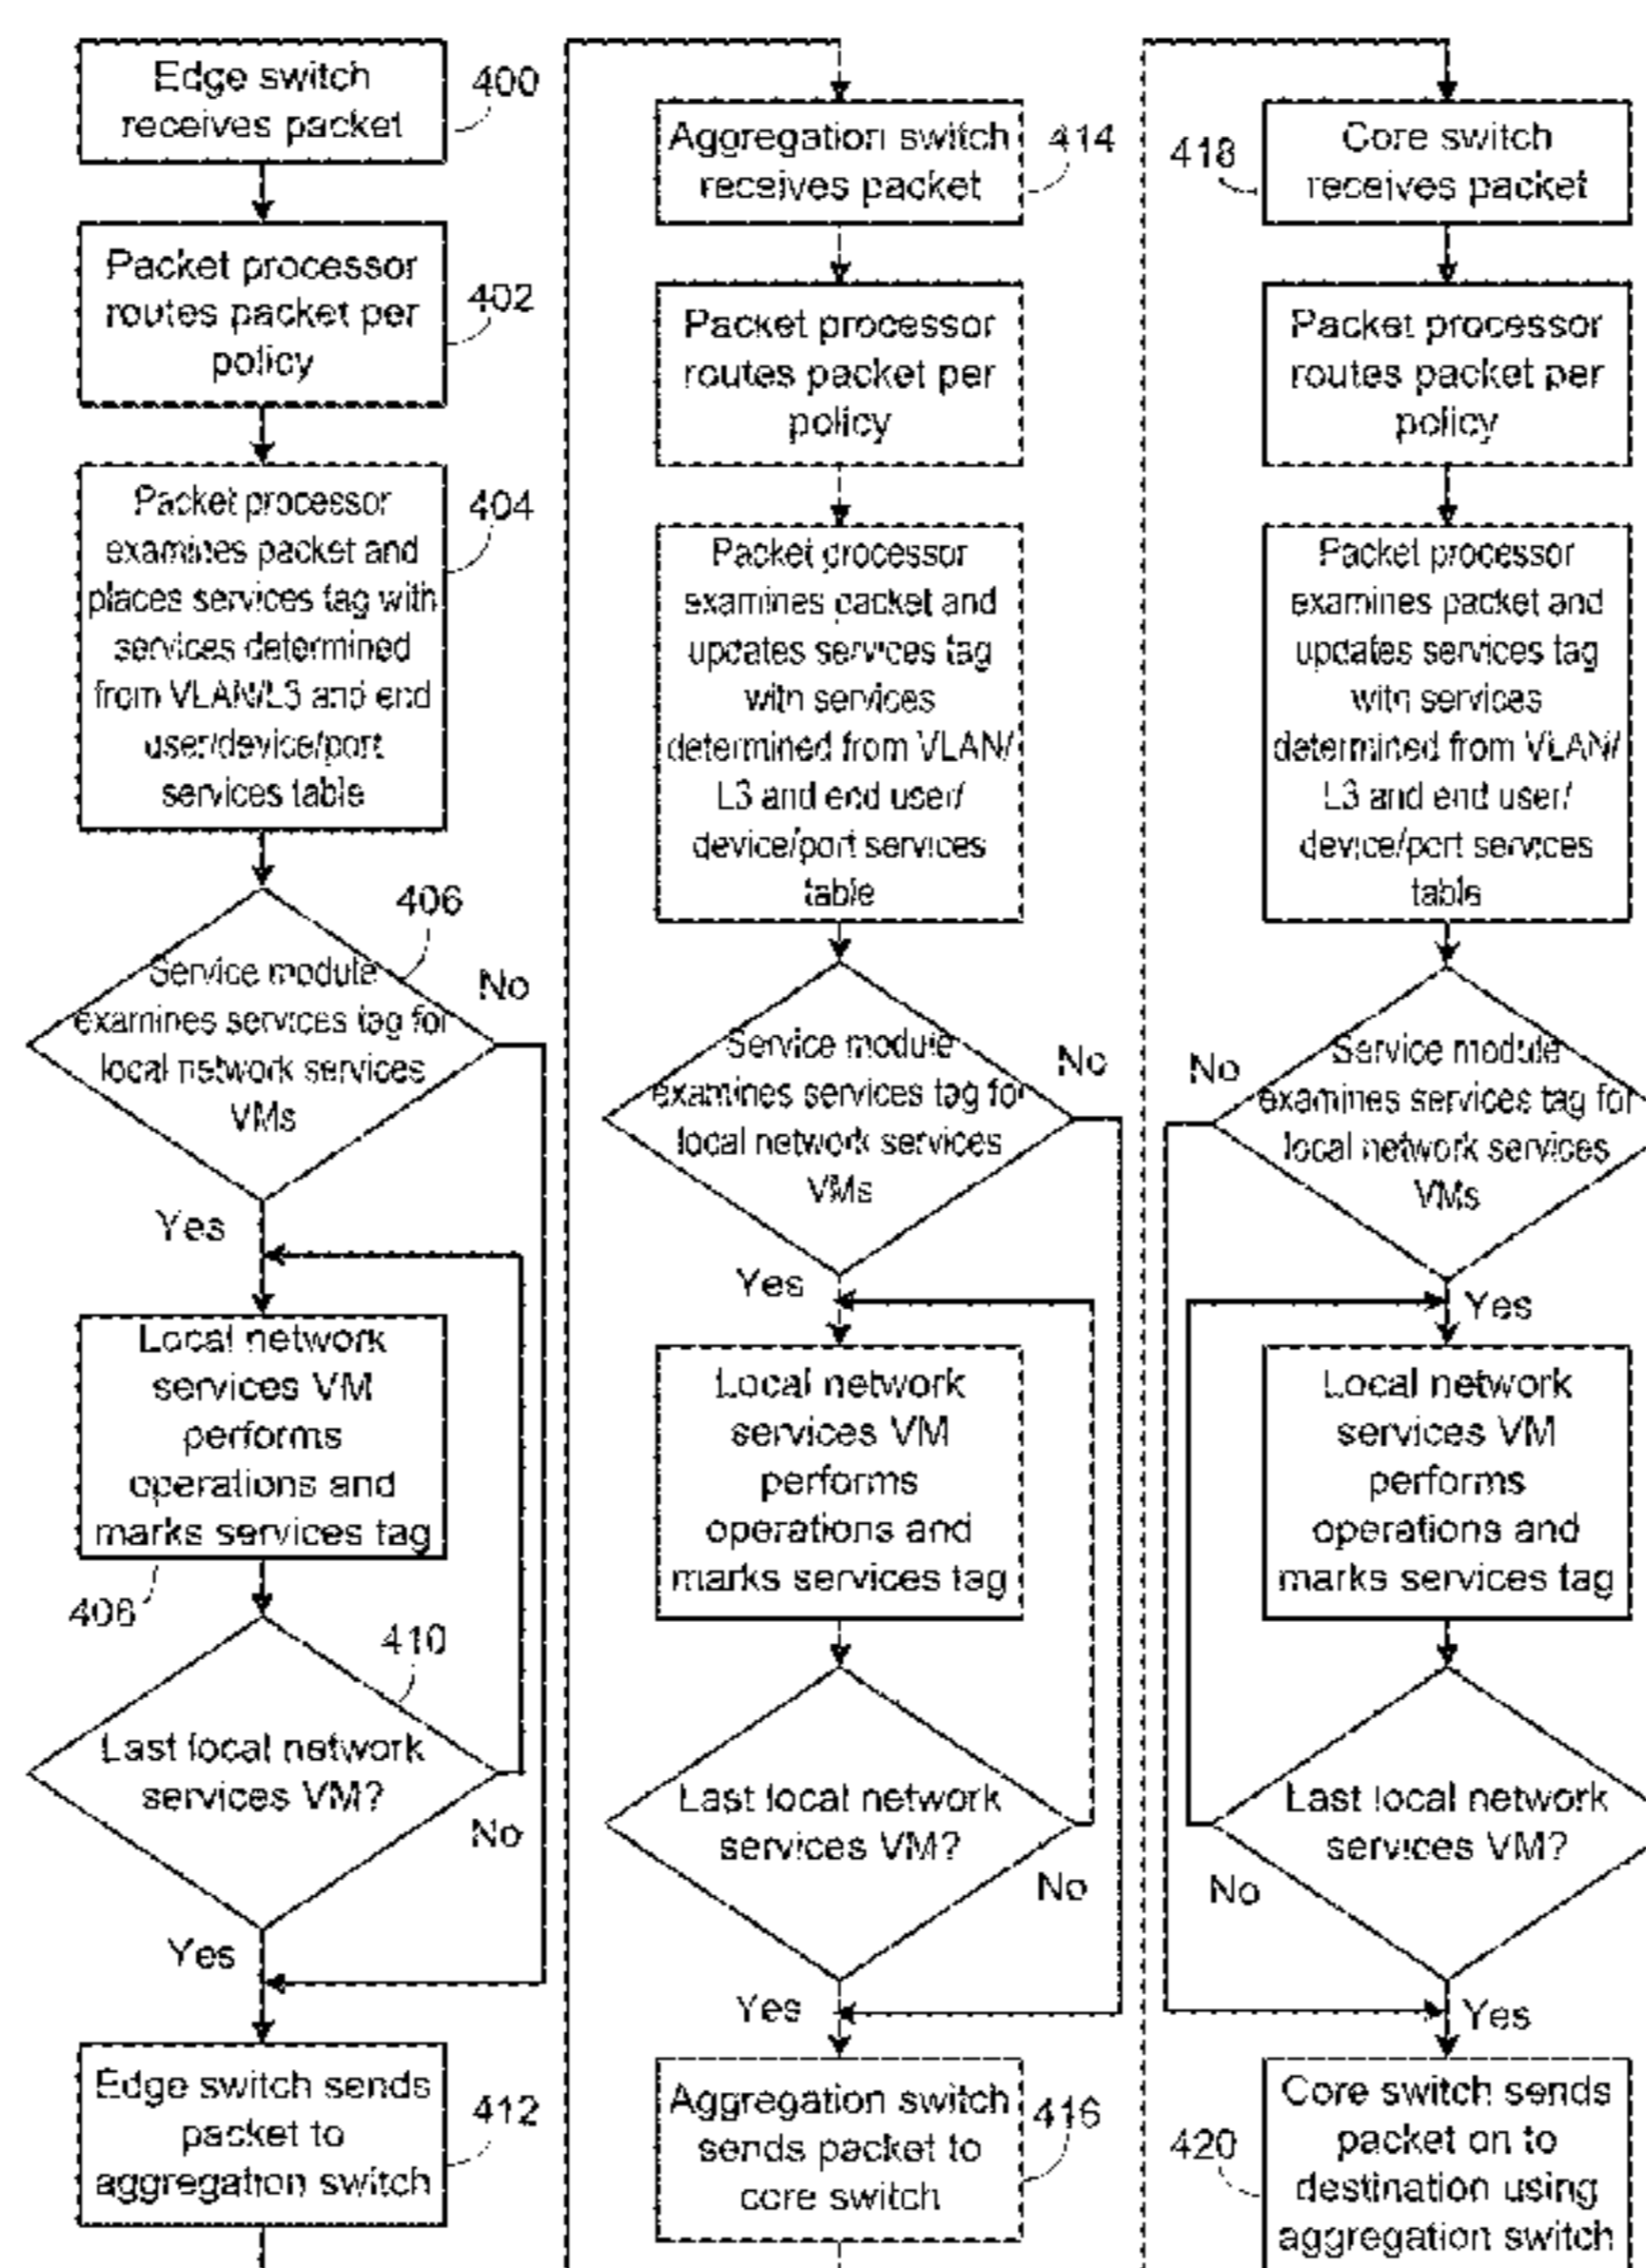 Edge switch
receives packet
400
Packet processor
routes packet per
policy
402
Packet processor
examines packet and
places services tag with
services determined
from VLAN/L3 and end
user/device/port
services table
404
406
Service module
examines services tag for
local network services
VMs
No
Yes
Local network
services VM
performs
operations and
marks services tag
408
410
Last local network
services VM?
No
Yes
Edge switch sends
packet to
aggregation switch
412
Aggregation switch
receives packet
414
Packet processor
routes packet per
policy
Packet processor
examines packet and
updates services tag
with services
determined from VLAN/
L3 and end user/
device/port services
table
Service module
examines services tag for
local network services
VMs
No
Yes
Local network
services VM
performs
operations and
marks services tag
Last local network
services VM?
No
Yes
Aggregation switch
sends packet to
core switch
416
418
Core switch
receives packet
Packet processor
routes packet per
policy
Packet processor
examines packet and
updates services tag
with services
determined from VLAN/
L3 and end user/
device/port services
table
No
Service module
examines services tag for
local network services
VMs
Yes
Local network
services VM
performs
operations and
marks services tag
Last local network
services VM?
No
Yes
420
Core switch sends
packet on to
destination using
aggregation switch